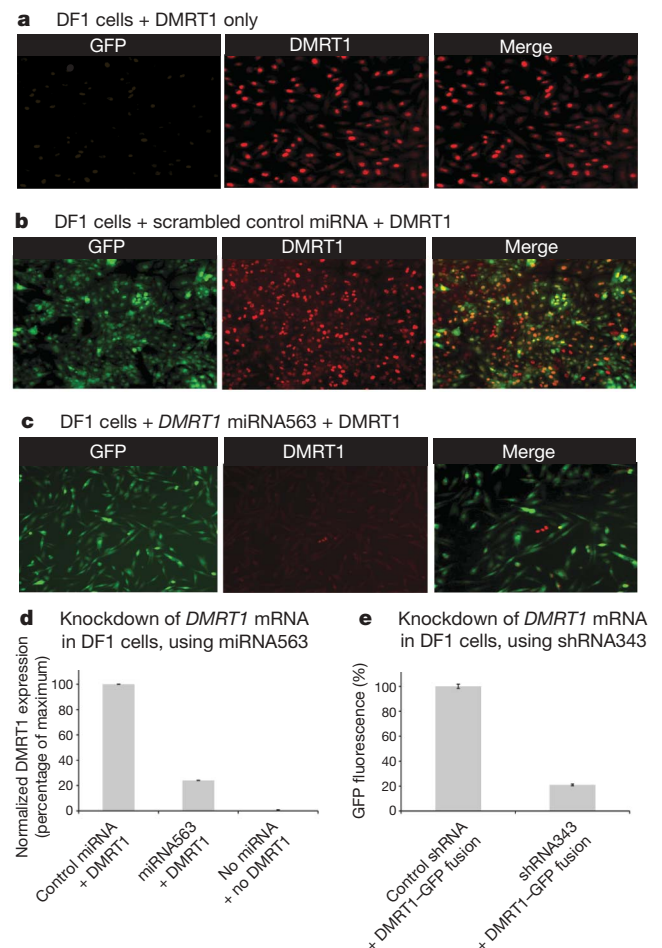 a DF1 cells + DMRT1 only
GFP DMRT1 Merge
b DF1 cells + scrambled control miRNA + DMRT1
GFP DMRT1 Merge
c DF1 cells + DMRT1 miRNA563 + DMRT1
GFP DMRT1 Merge
d Knockdown of DMRT1 mRNA
in DF1 cells, using miRNA563
Normalized DMRT1 expression
(percentage of maximum)
100
80
60
40
20
0
Control miRNA
+ DMRT1
miRNA563
+ DMRT1
No miRNA
+ no DMRT1
e Knockdown of DMRT1 mRNA
in DF1 cells, using shRNA343
GFP fluorescence (%)
100
80
60
40
20
0
Control shRNA
+ DMRT1–GFP fusion
shRNA343
+ DMRT1–GFP fusion